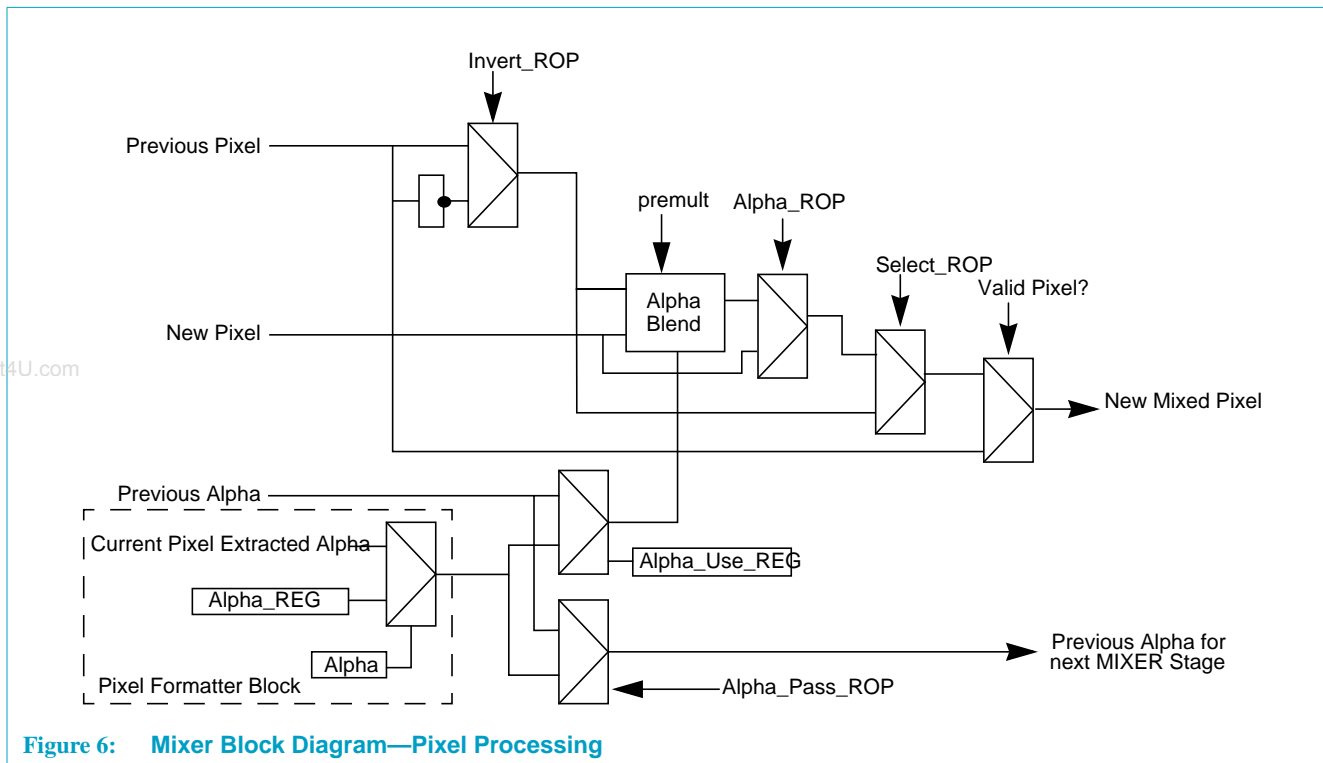 Invert_ROP
Previous Pixel
premult
Alpha_ROP
Select_ROP
Valid Pixel?
Alpha
Blend
New Pixel
t4U.com
New Mixed Pixel
Previous Alpha
Current Pixel Extracted Alpha
Alpha_Use_REG
Alpha_REG
Alpha
Pixel Formatter Block
Previous Alpha for
next MIXER Stage
Alpha_Pass_ROP
Figure 6: Mixer Block Diagram—Pixel Processing